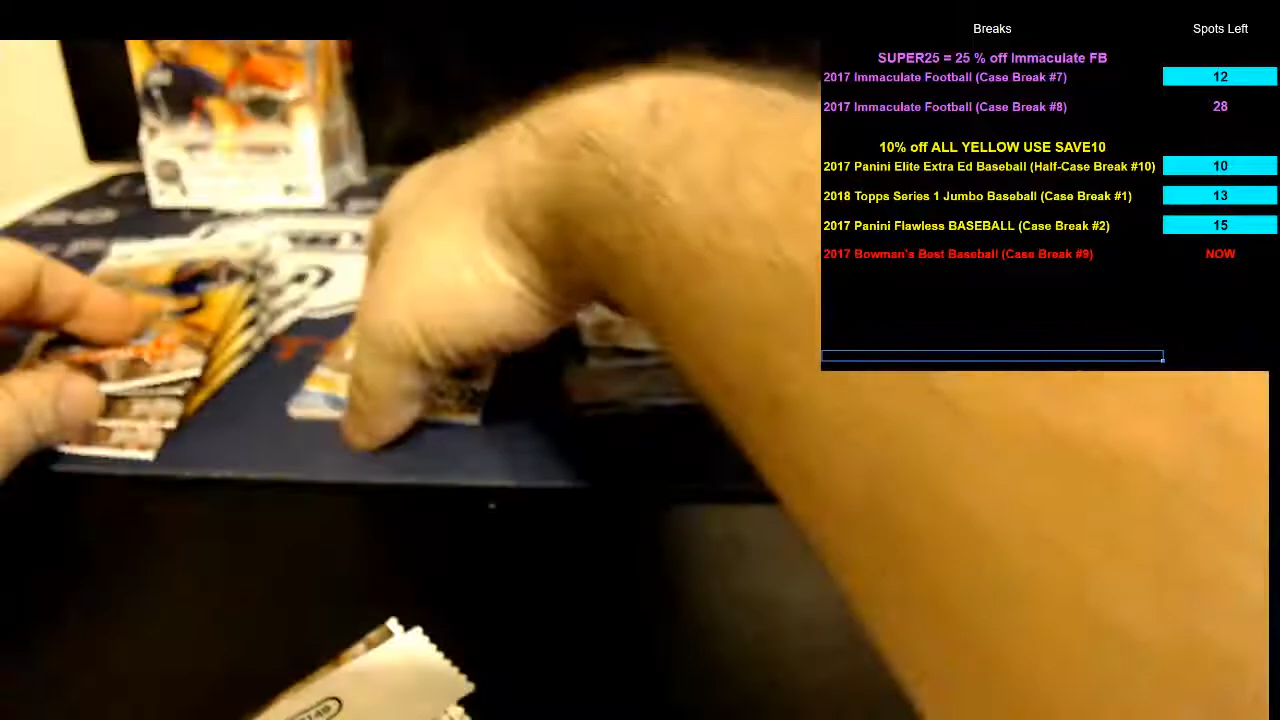 Breaks Spots Left
SUPER25 = 25 % off Immaculate FB
2017 Immaculate Football (Case Break #7) 12
2017 Immaculate Football (Case Break #8) 28
10% off ALL YELLOW USE SAVE10
2017 Panini Elite Extra Ed Baseball (Half-Case Break #10) 10
2018 Topps Series 1 Jumbo Baseball (Case Break #1) 13
2017 Panini Flawless BASEBALL (Case Break #2) 15
2017 Bowman's Best Baseball (Case Break #9) NOW